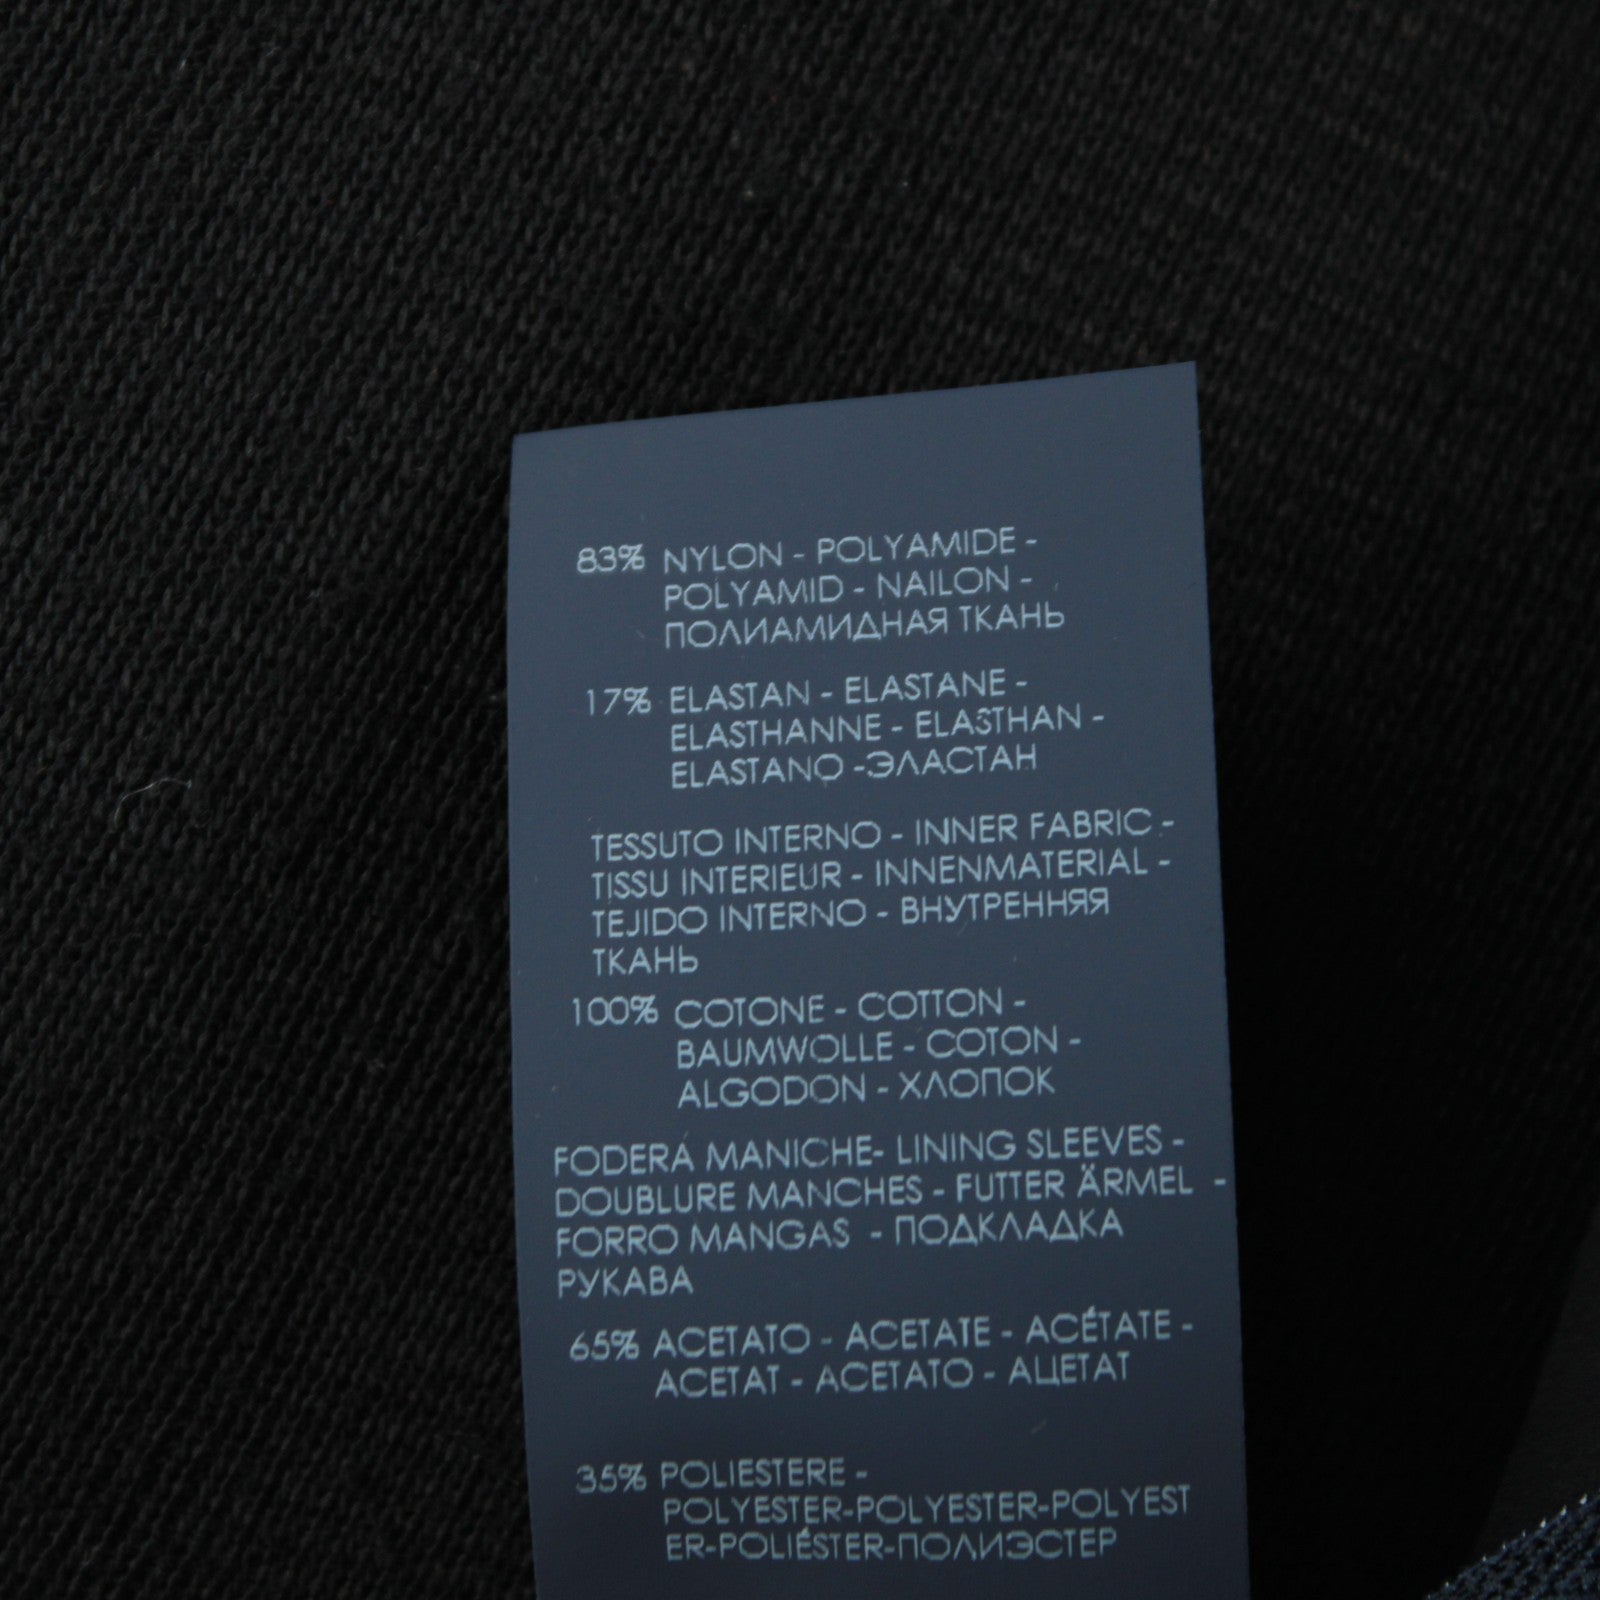 83% NYLON - POLYAMIDE -
POLYAMID - NAILON -
ПОЛИАМИДНАЯ ТКАНЬ
17% ELASTAN - ELASTANE -
ELASTHANNE - ELASTHAN -
ELASTANO -ЭЛАСТАН
TESSUTO INTERNO - INNER FABRIC -
TISSU INTERIEUR - INNENMATERIAL -
TEJIDO INTERNO - ВНУТРЕННЯЯ
ТКАНЬ
100% COTONE - COTTON -
BAUMWOLLE - COTON -
ALGODON - ХЛОПОК
FODERA MANICHE- LINING SLEEVES -
DOUBLURE MANCHES - FUTTER ÄRMEL -
FORRO MANGAS - ПОДКЛАДКА
РУКАВА
65% ACETATO - ACETATE - ACÉTATE -
ACETAT - ACETATO - АЦЕТАТ
35% POLIESTERE -
POLYESTER-POLYESTER-POLYEST
ER-POLIÉSTER-ПОЛИЭСТЕР